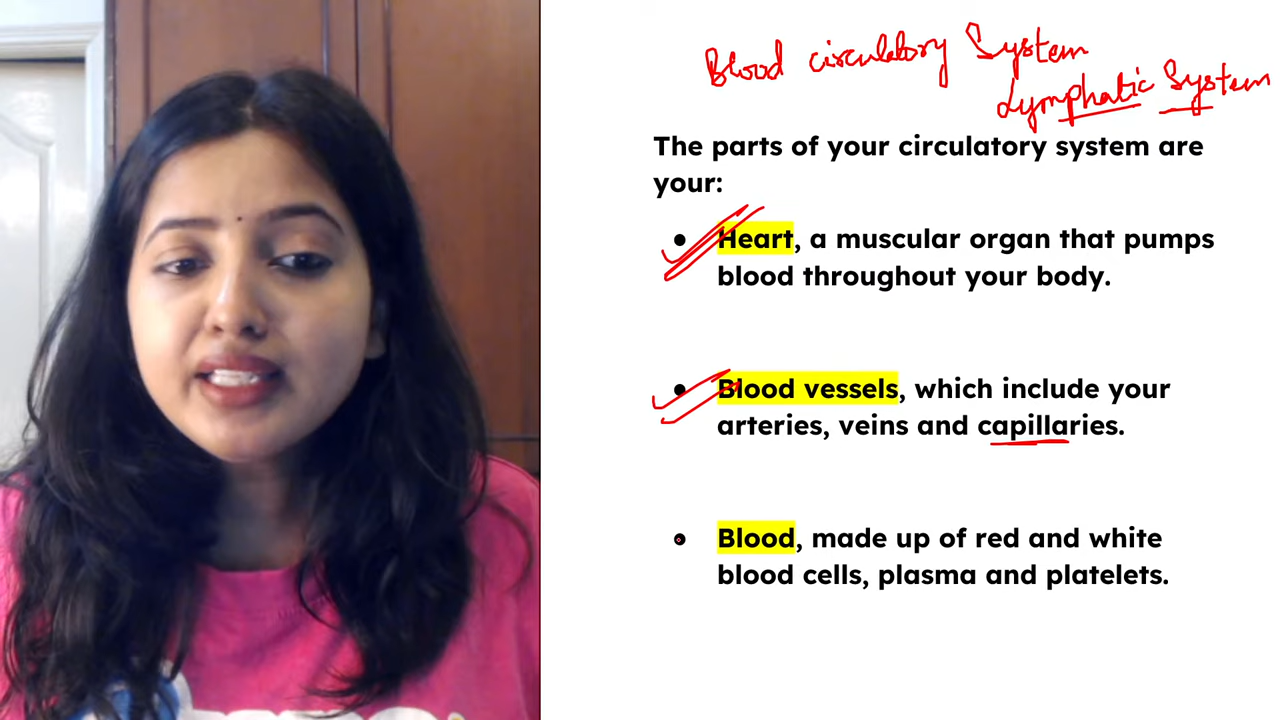 Blood circulatory System
Lymphatic System
The parts of your circulatory system are
your:
• Heart, a muscular organ that pumps
blood throughout your body.
• Blood vessels, which include your
arteries, veins and capillaries.
• Blood, made up of red and white
blood cells, plasma and platelets.